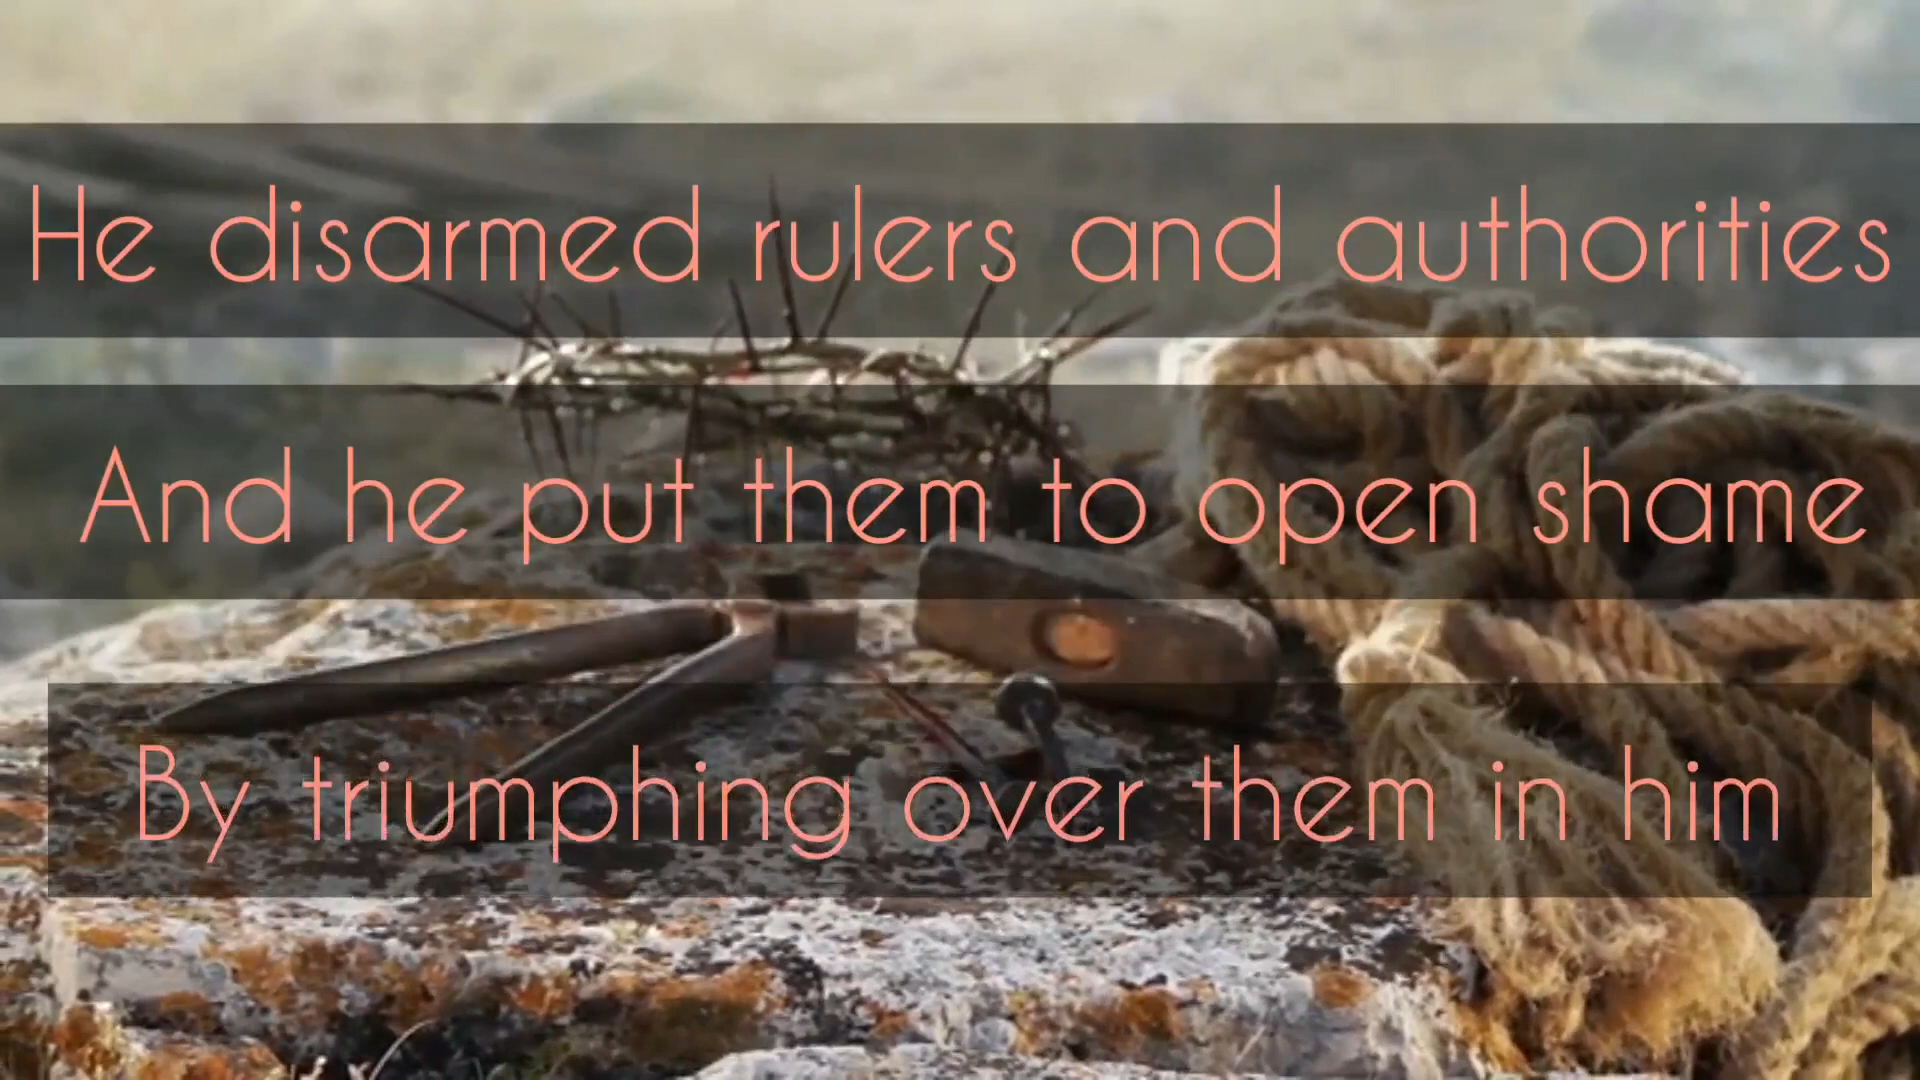 He disarmed rulers and authorities
And he put them to open shame
By triumphing over them in him